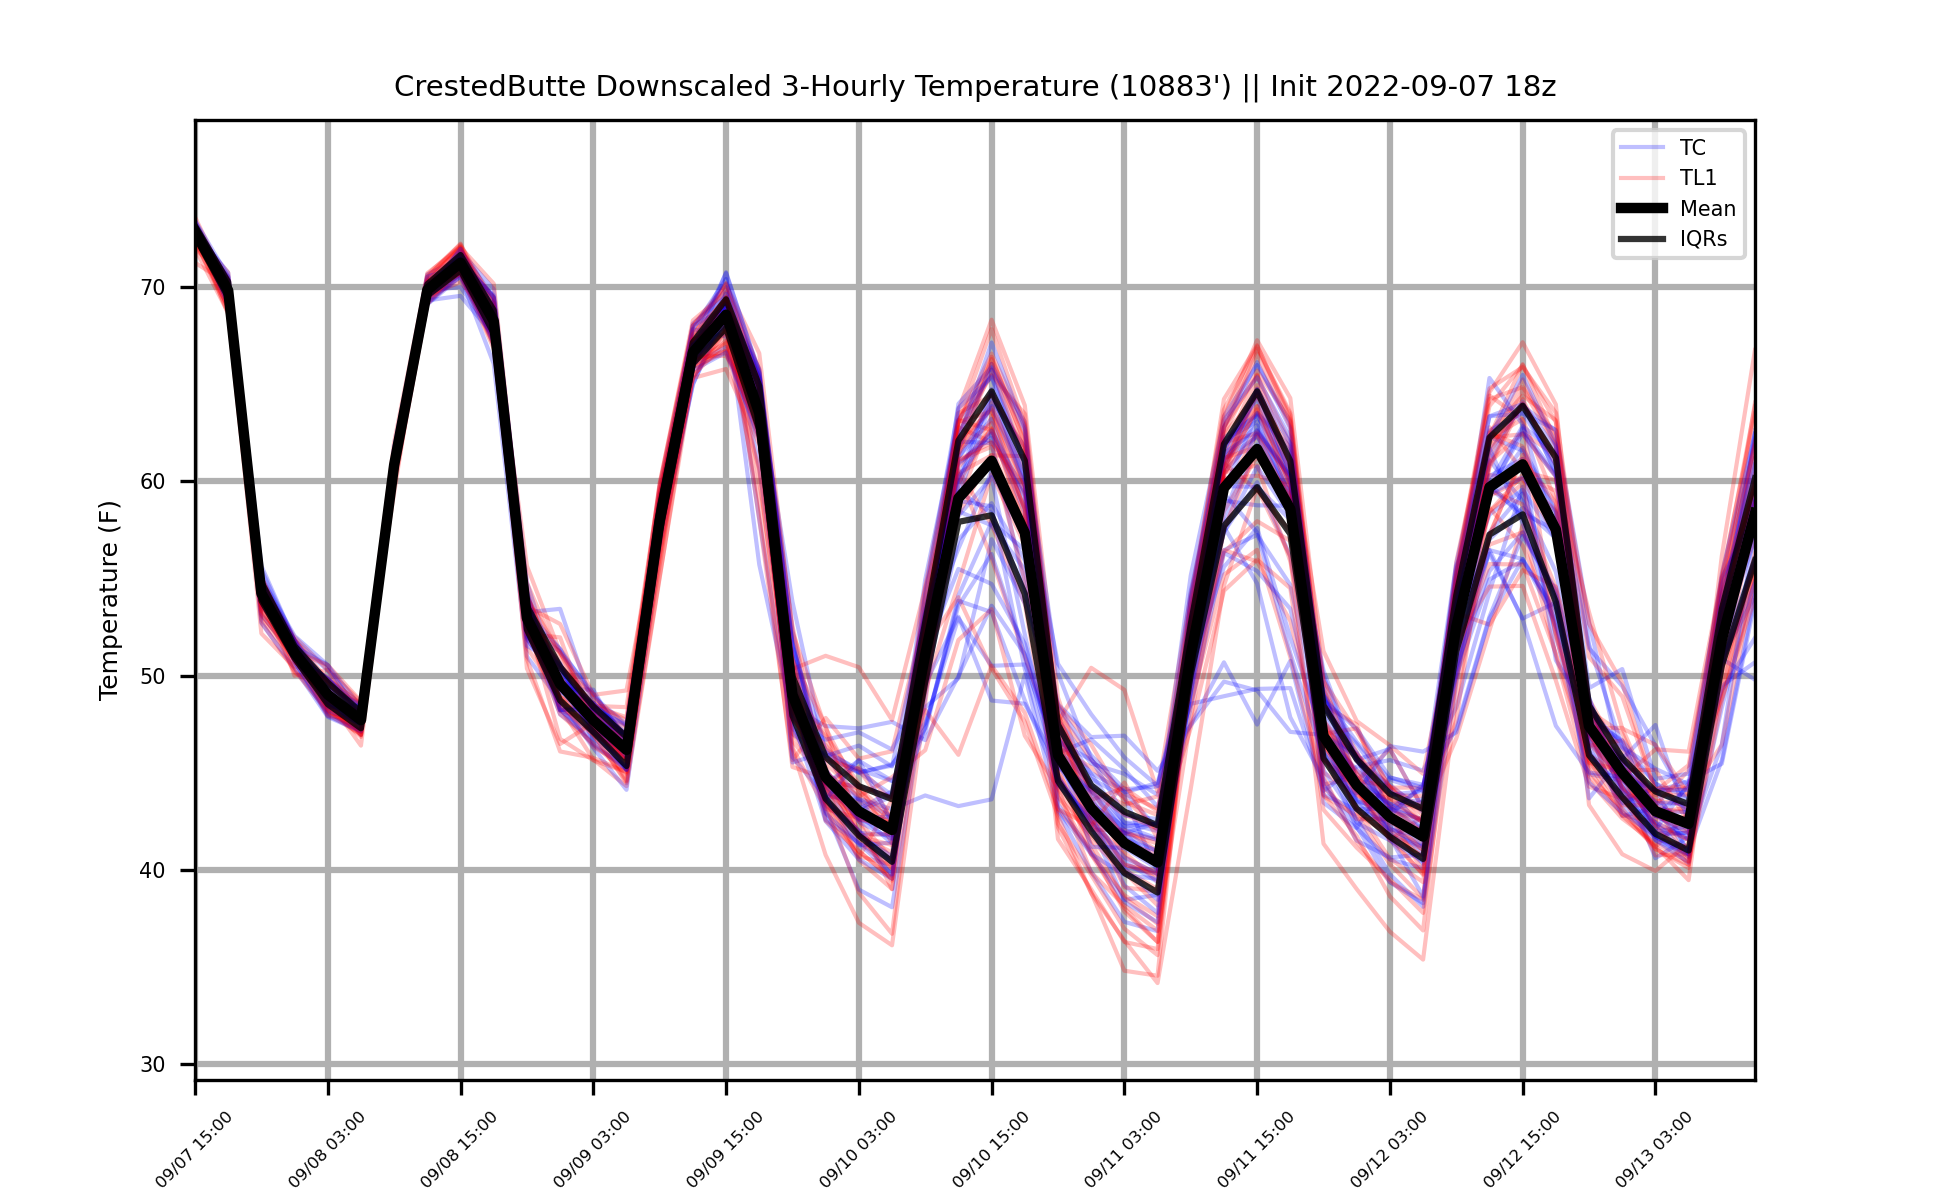 CrestedButte Downscaled 3-Hourly Temperature (10883') || Init 2022-09-07 18z
TC
TL1
Mean
IQRs
Temperature (F)
70
60
50
40
30
09/07 15:00
09/08 03:00
09/08 15:00
09/09 03:00
09/09 15:00
09/10 03:00
09/10 15:00
09/11 03:00
09/11 15:00
09/12 03:00
09/12 15:00
09/13 03:00